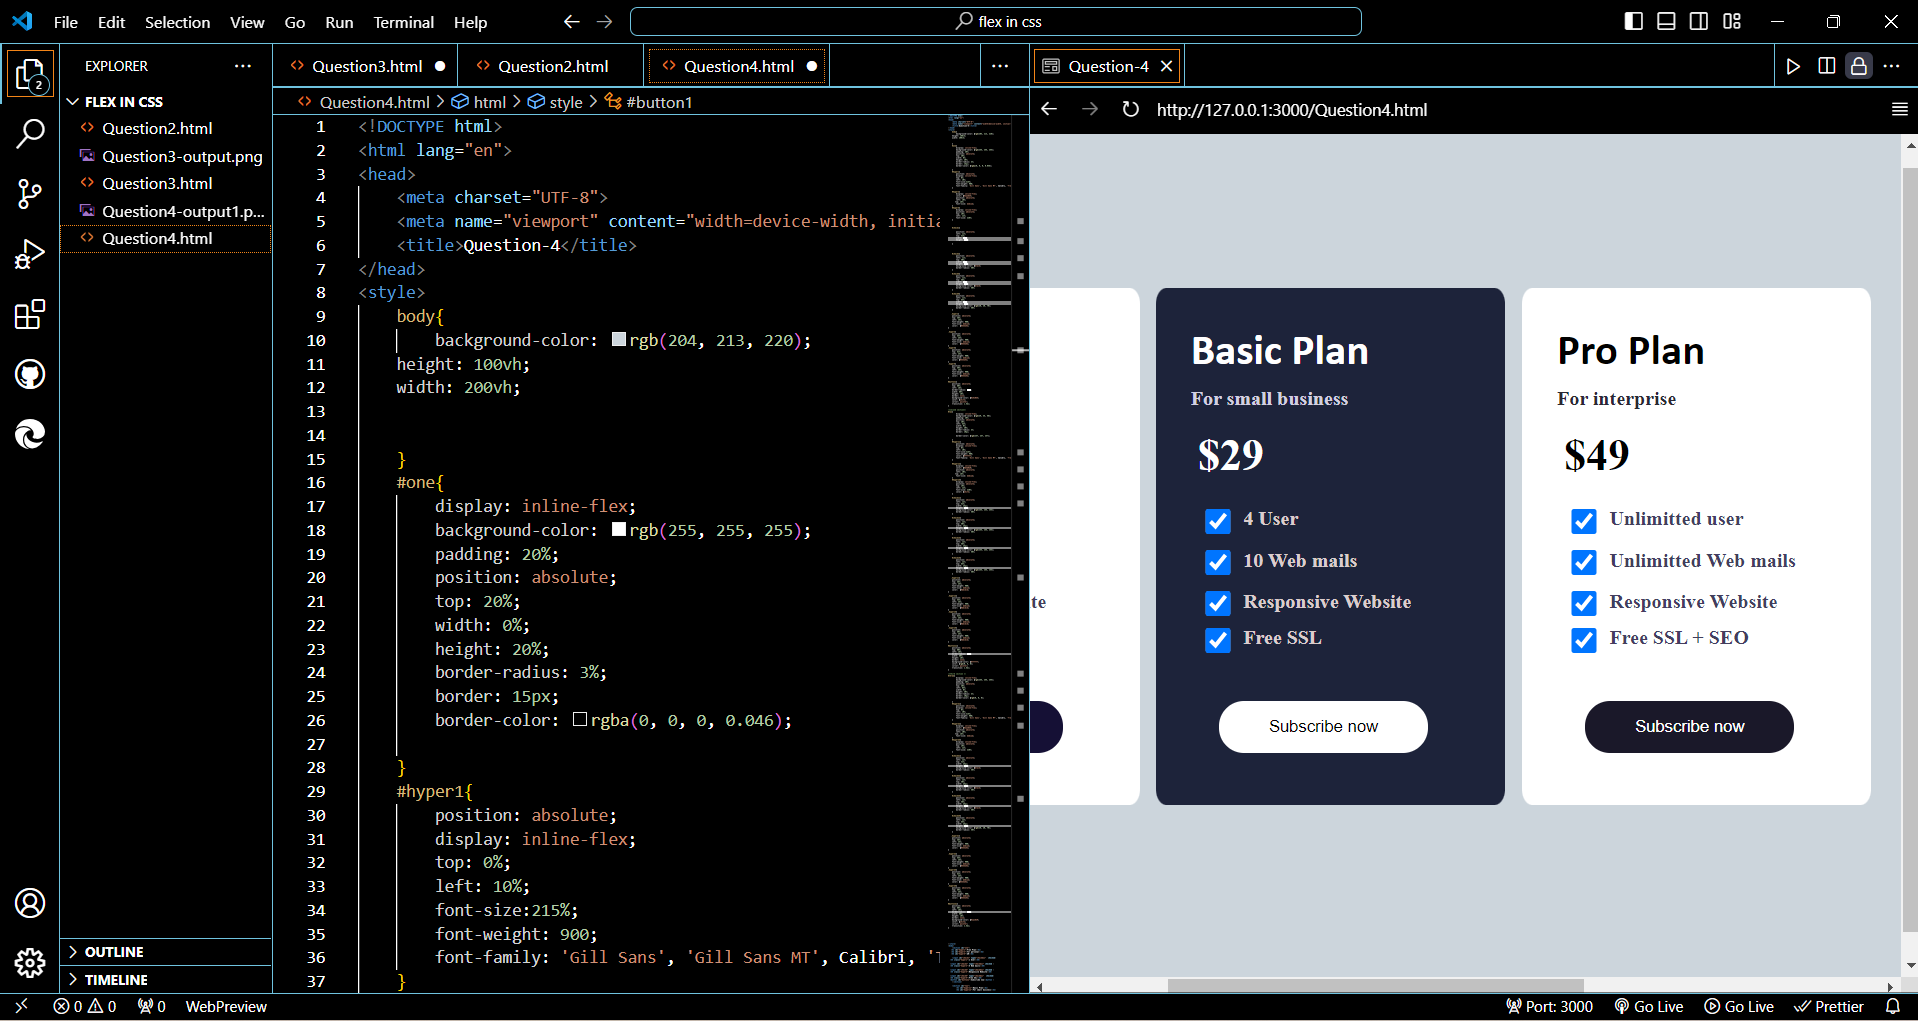 File Edit Selection View Go Run Terminal Help
flex in css
EXPLORER
2
FLEX IN CSS
Question2.html
Question3-output.png
Question3.html
Question4-output1.p...
Question4.html
OUTLINE
TIMELINE
Question3.html
Question2.html
Question4.html
Question4.html > html > style > #button1
1 <!DOCTYPE html>
2 <html lang="en">
3 <head>
4 <meta charset="UTF-8">
5 <meta name="viewport" content="width=device-width, initia
6 <title>Question-4</title>
7 </head>
8 <style>
9 body{
10 background-color: rgb(204, 213, 220);
11 height: 100vh;
12 width: 200vh;
13
14
15 }
16 #one{
17 display: inline-flex;
18 background-color: rgb(255, 255, 255);
19 padding: 20%;
20 position: absolute;
21 top: 20%;
22 width: 0%;
23 height: 20%;
24 border-radius: 3%;
25 border: 15px;
26 border-color: rgba(0, 0, 0, 0.046);
27
28 }
29 #hyper1{
30 position: absolute;
31 display: inline-flex;
32 top: 0%;
33 left: 10%;
34 font-size:215%;
35 font-weight: 900;
36 font-family: 'Gill Sans', 'Gill Sans MT', Calibri, 'T
37 }
Question-4
http://127.0.0.1:3000/Question4.html
te
Basic Plan
For small business
$29
4 User
10 Web mails
Responsive Website
Free SSL
Subscribe now
Pro Plan
For interprise
$49
Unlimitted user
Unlimitted Web mails
Responsive Website
Free SSL + SEO
Subscribe now
0 0 0 WebPreview
Port: 3000 Go Live Go Live Prettier